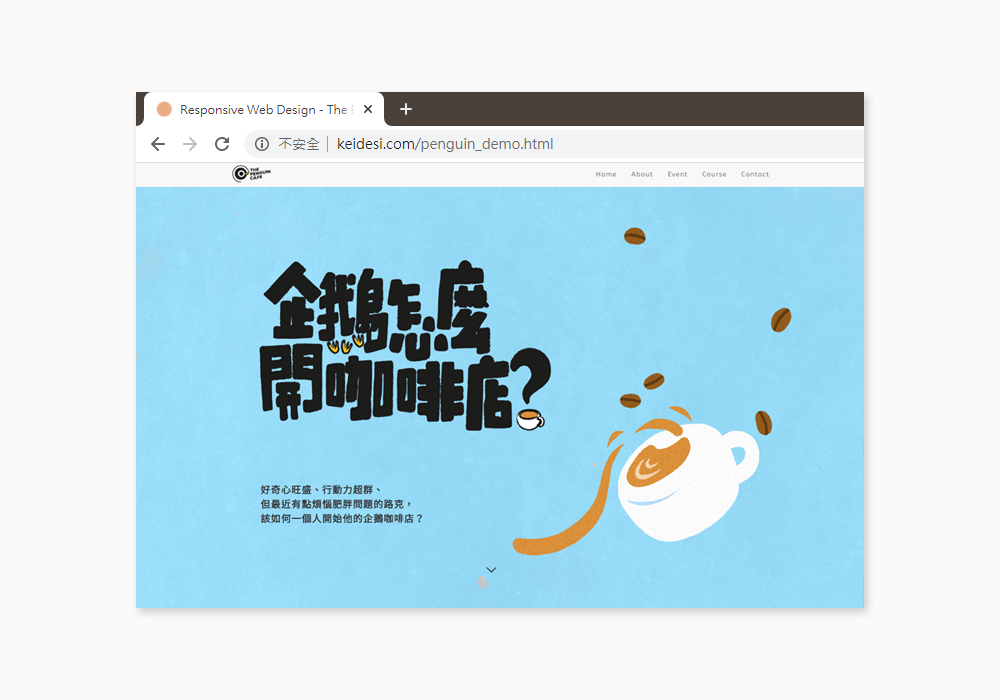 Responsive Web Design - The P
不安全
keidesi.com/penguin_demo.html
THE
PENGUIN
CAFE
Home About Event Course Contact
企鵝怎麼
開咖啡店?
好奇心旺盛、行動力超群、
但最近有點煩惱肥胖問題的路克，
該如何一個人開始他的企鵝咖啡店？